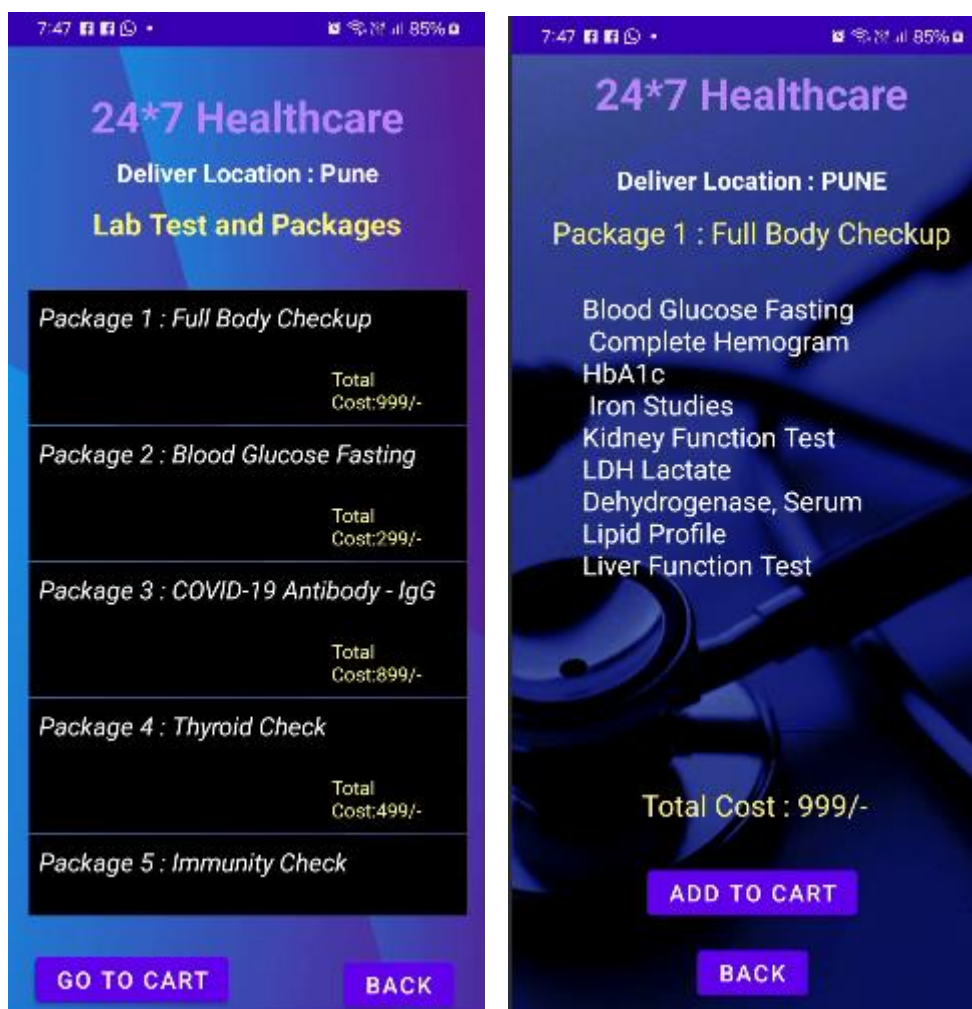 7:47
85%
24*7 Healthcare
Deliver Location : Pune
Lab Test and Packages
Package 1 : Full Body Checkup
Total
Cost:999/-
Package 2 : Blood Glucose Fasting
Total
Cost:299/-
Package 3 : COVID-19 Antibody - IgG
Total
Cost:899/-
Package 4 : Thyroid Check
Total
Cost:499/-
Package 5 : Immunity Check
GO TO CART
BACK
7:47
85%
24*7 Healthcare
Deliver Location : PUNE
Package 1 : Full Body Checkup
Blood Glucose Fasting
Complete Hemogram
HbA1c
Iron Studies
Kidney Function Test
LDH Lactate
Dehydrogenase, Serum
Lipid Profile
Liver Function Test
Total Cost : 999/-
ADD TO CART
BACK